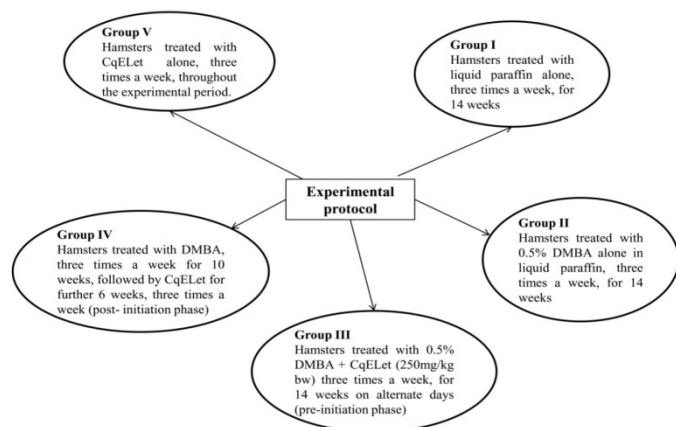 Group V
Hamsters treated with
CqELet alone, three
times a week, throughout
the experimental period.
Group I
Hamsters treated with
liquid paraffin alone,
three times a week, for
14 weeks
Experimental
protocol
Group IV
Hamsters treated with DMBA,
three times a week for 10
weeks, followed by CqELet for
further 6 weeks, three times a
week (post- initiation phase)
Group II
Hamsters treated with
0.5% DMBA alone in
liquid paraffin, three
times a week, for 14
weeks
Group III
Hamsters treated with 0.5%
DMBA + CqELet (250mg/kg
bw) three times a week, for
14 weeks on alternate days
(pre-initiation phase)